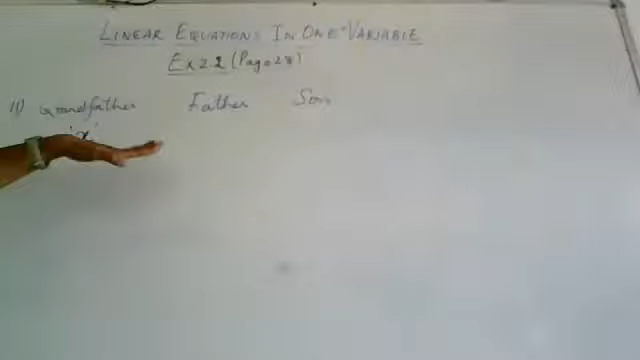 LINEAR EQUATIONS IN ONE VARIABLE
Ex 2.2 (Page 28)
11) Grandfather Father Son
'x'